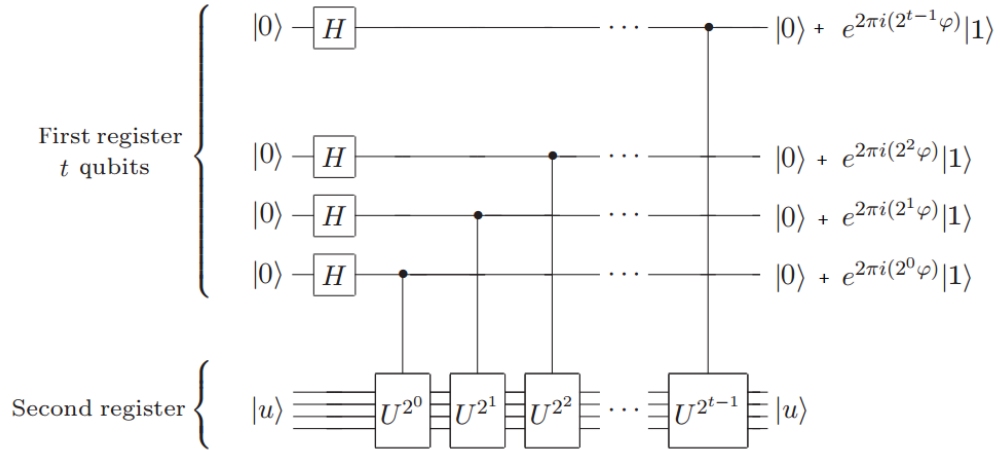 |0⟩ H ··· |0⟩ + e^{2πi(2^{t−1}φ)}|1⟩
First register
t qubits
|0⟩ H ··· |0⟩ + e^{2πi(2^2φ)}|1⟩
|0⟩ H ··· |0⟩ + e^{2πi(2^1φ)}|1⟩
|0⟩ H ··· |0⟩ + e^{2πi(2^0φ)}|1⟩
Second register |u⟩ U^{2^0} U^{2^1} U^{2^2} ··· U^{2^{t−1}} |u⟩